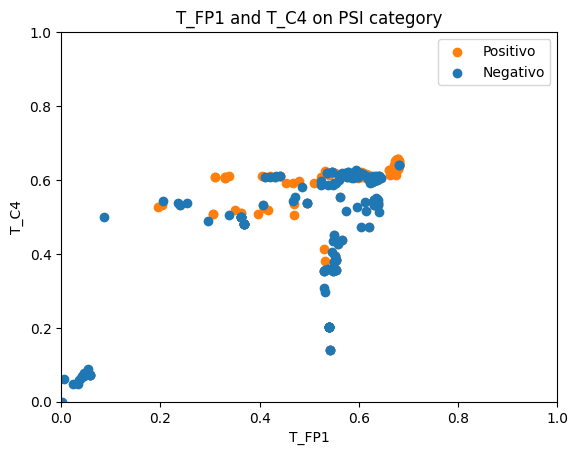 T_FP1 and T_C4 on PSI category
Positivo
Negativo
1.0
0.8
0.6
0.4
0.2
0.0
T_C4
0.0 0.2 0.4 0.6 0.8 1.0
T_FP1